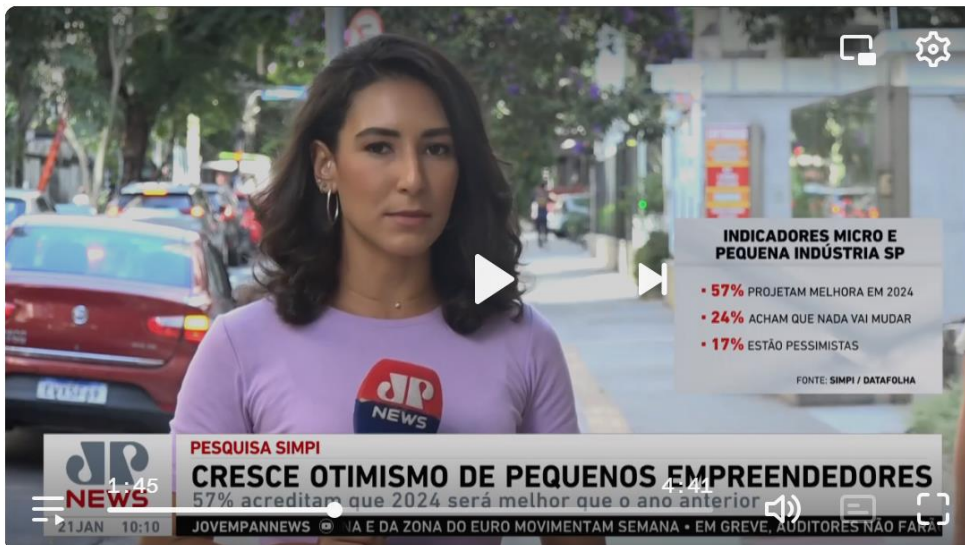 INDICADORES MICRO E
PEQUENA INDÚSTRIA SP
• 57% PROJETAM MELHORA EM 2024
• 24% ACHAM QUE NADA VAI MUDAR
• 17% ESTÃO PESSIMISTAS
FONTE: SIMPI / DATAFOLHA
JP
NEWS
PESQUISA SIMPI
CRESCE OTIMISMO DE PEQUENOS EMPREENDEDORES
57% acreditam que 2024 será melhor que o ano anterior
JP
NEWS
1:45
4:41
21JAN 10:10
JOVEMPANNEWS NA E DA ZONA DO EURO MOVIMENTAM SEMANA • EM GREVE, AUDITORES NÃO